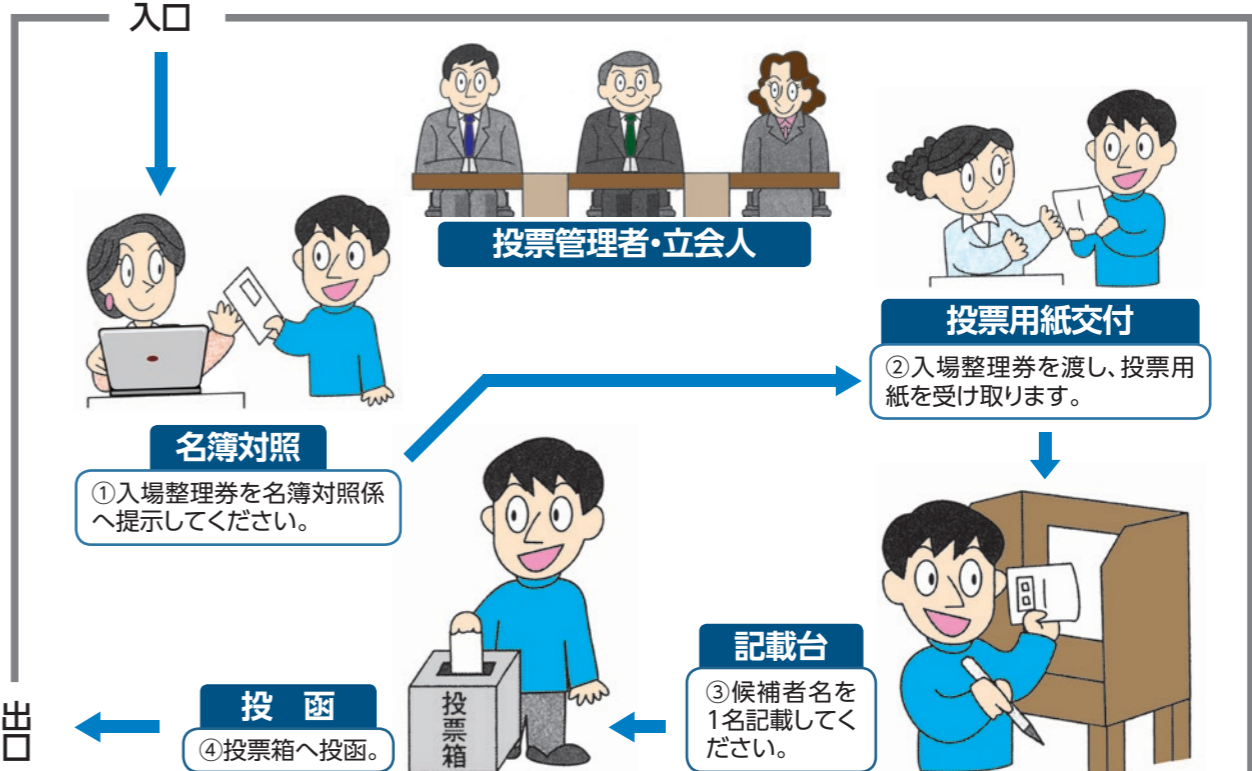 入口
投票管理者・立会人
名簿対照
①入場整理券を名簿対照係
へ提示してください。
投票用紙交付
②入場整理券を渡し、投票用
紙を受け取ります。
記載台
③候補者名を
1名記載してく
ださい。
投票箱
投函
④投票箱へ投函。
出口